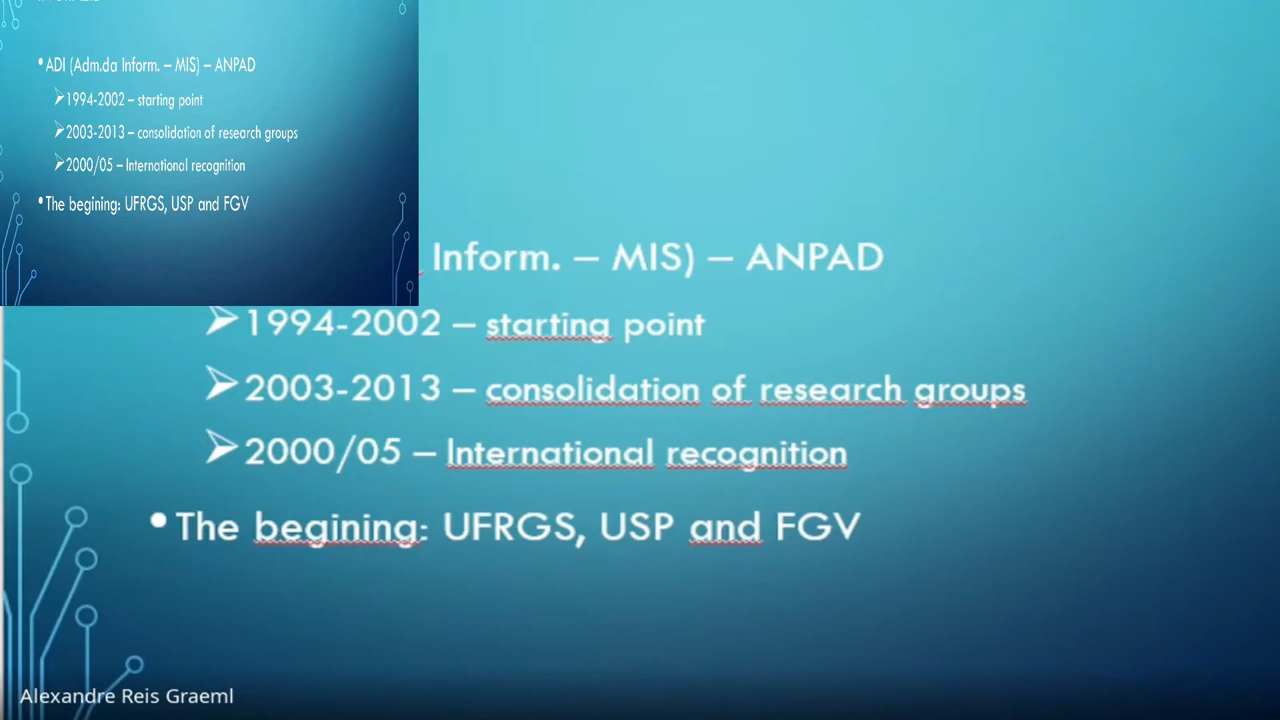 •ADI (Adm.da Inform. – MIS) – ANPAD
➢1994-2002 – starting point
➢2003-2013 – consolidation of research groups
➢2000/05 – International recognition
•The begining: UFRGS, USP and FGV
Inform. – MIS) – ANPAD
➢1994-2002 – starting point
➢2003-2013 – consolidation of research groups
➢2000/05 – International recognition
•The begining: UFRGS, USP and FGV
Alexandre Reis Graeml